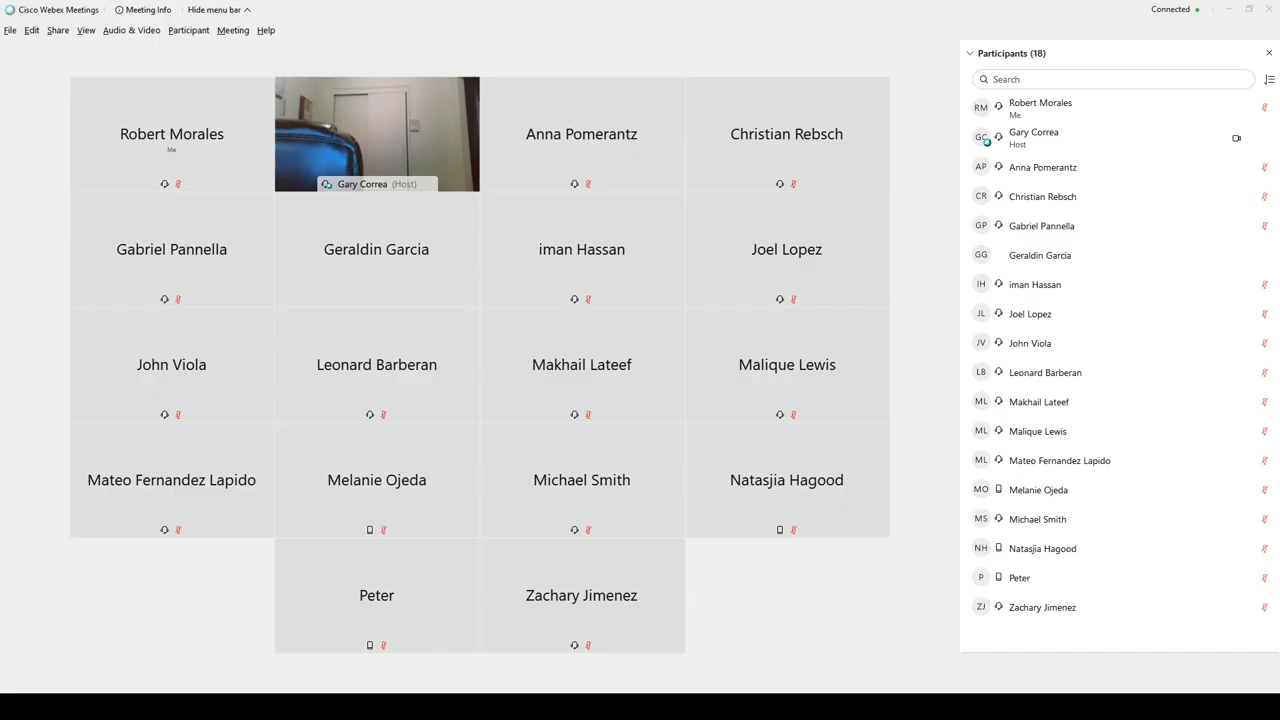 Cisco Webex Meetings
Meeting Info
Hide menu bar
Connected
File Edit Share View Audio & Video Participant Meeting Help
Participants (18)
Search
Robert Morales
Me
Gary Correa (Host)
Anna Pomerantz
Christian Rebsch
Gabriel Pannella
Geraldin Garcia
iman Hassan
Joel Lopez
John Viola
Leonard Barberan
Makhail Lateef
Malique Lewis
Mateo Fernandez Lapido
Melanie Ojeda
Michael Smith
Natasjia Hagood
Peter
Zachary Jimenez
RM Robert Morales
Me
GC Gary Correa
Host
AP Anna Pomerantz
CR Christian Rebsch
GP Gabriel Pannella
GG Geraldin Garcia
IH iman Hassan
JL Joel Lopez
JV John Viola
LB Leonard Barberan
ML Makhail Lateef
ML Malique Lewis
ML Mateo Fernandez Lapido
MO Melanie Ojeda
MS Michael Smith
NH Natasjia Hagood
P Peter
ZJ Zachary Jimenez